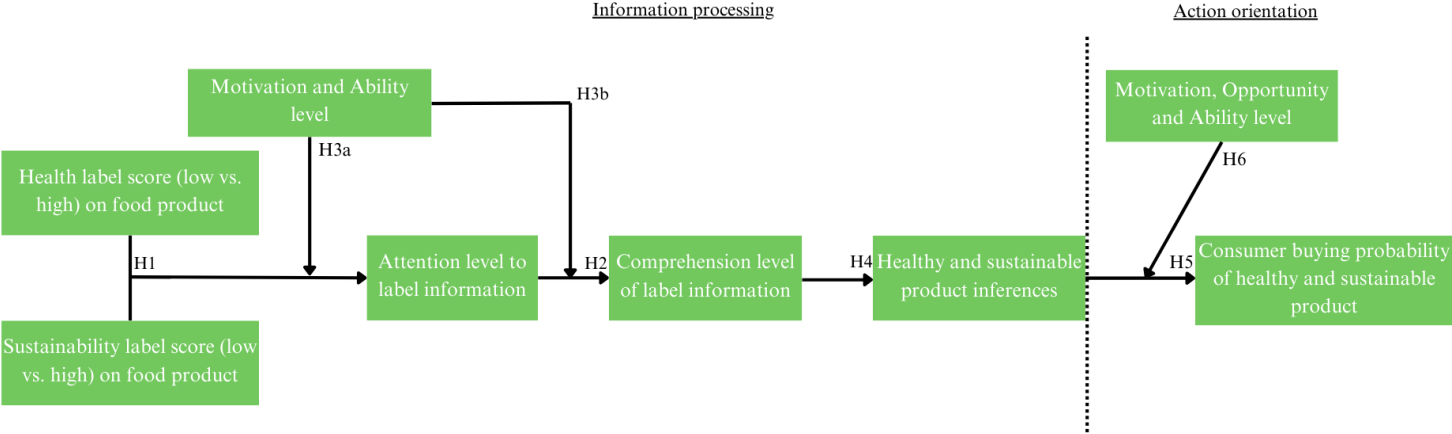 Information processing
Action orientation
Motivation and Ability
level
H3b
Motivation, Opportunity
and Ability level
H3a
H6
Health label score (low vs.
high) on food product
H1
Attention level to
label information
H2
Comprehension level
of label information
H4
Healthy and sustainable
product inferences
H5
Consumer buying probability
of healthy and sustainable
product
Sustainability label score (low
vs. high) on food product